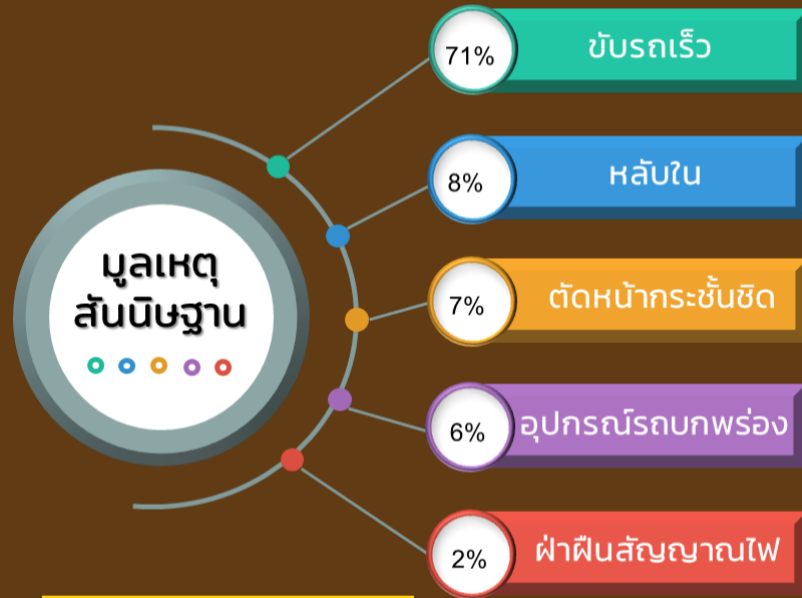 มูลเหตุ
สันนิษฐาน
71%
ขับรถเร็ว
8%
หลับใน
7%
ตัดหน้ากระชั้นชิด
6%
อุปกรณ์รถบกพร่อง
2%
ฝ่าฝืนสัญญาณไฟ